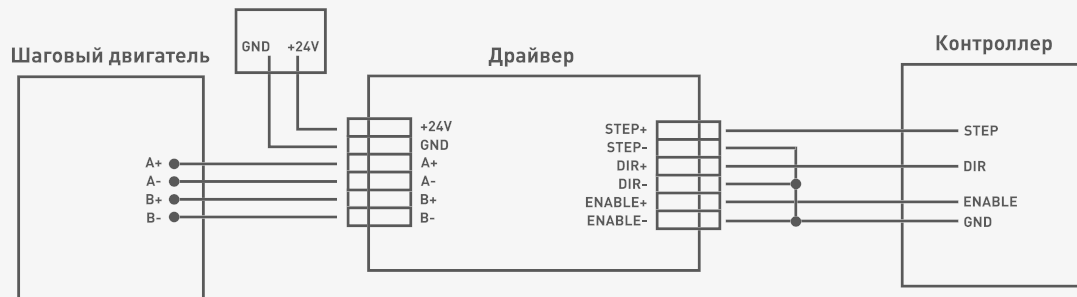 GND +24V
Шаговый двигатель
Драйвер
Контроллер
+24V
GND
A+ A+
A- A-
B+ B+
B- B-
STEP+ STEP
STEP-
DIR+ DIR
DIR-
ENABLE+ ENABLE
ENABLE- GND